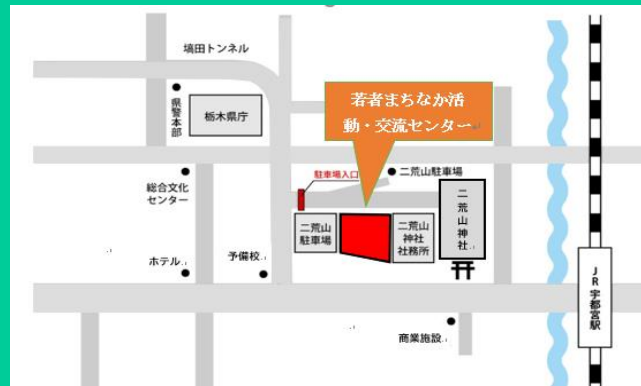 塙田トンネル
県警本部
栃木県庁
若者まちなか活
動・交流センター
総合文化
センター
駐車場入口
二荒山駐車場
二荒山
駐車場
二荒山
神社
社務所
二荒山神社
ホテル
予備校
商業施設
JR宇都宮駅